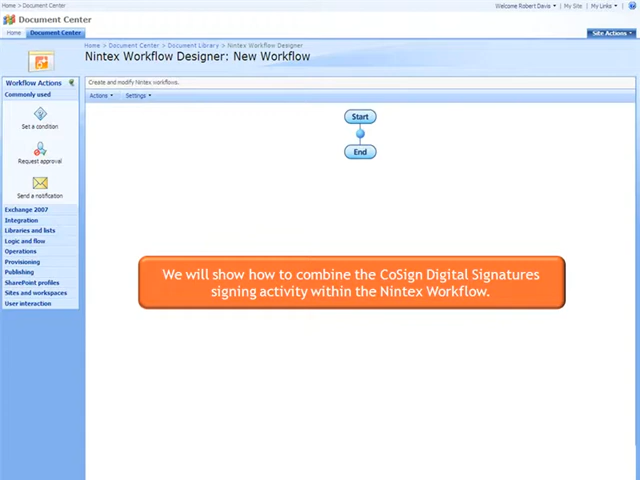 Home > Document Center
Welcome Robert Davis | My Site | My Links
Document Center
Home Document Center Site Actions
Home > Document Center > Document Library > Nintex Workflow Designer
Nintex Workflow Designer: New Workflow
Workflow Actions
Create and modify Nintex workflows.
Commonly used
Actions Settings
Start
Set a condition
End
Request approval
Send a notification
Exchange 2007
Integration
Libraries and lists
Logic and flow
Operations
Provisioning
Publishing
SharePoint profiles
Sites and workspaces
User interaction
We will show how to combine the CoSign Digital Signatures
signing activity within the Nintex Workflow.